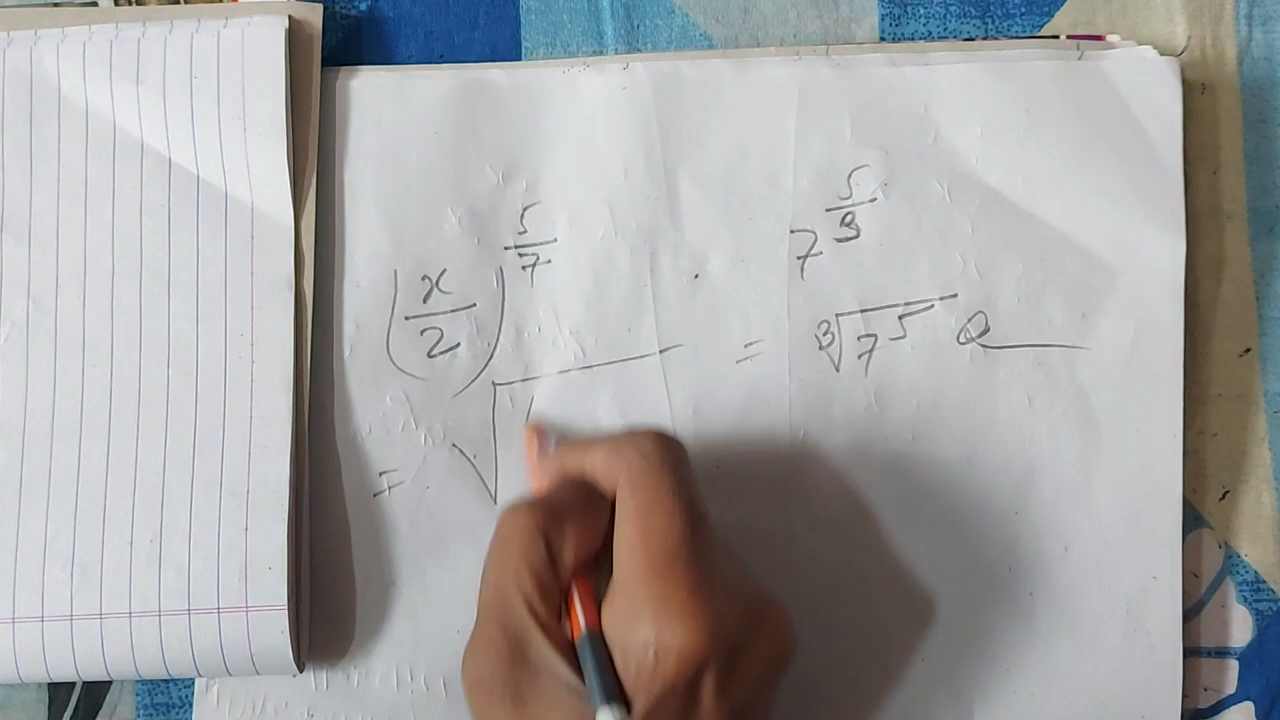 (x/2)^(5/7)
7^(5/3)
= ∛7^5
= √(